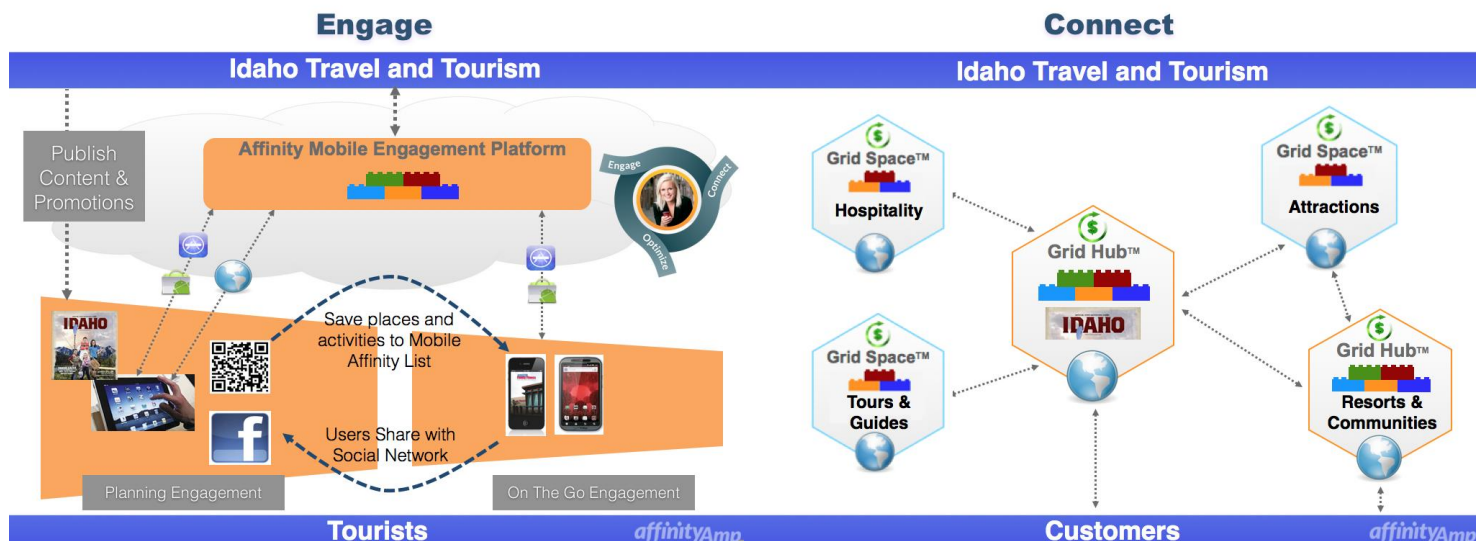 Engage
Idaho Travel and Tourism
Publish
Content &
Promotions
Affinity Mobile Engagement Platform
Engage
Connect
Optimize
IDAHO
Save places and
activities to Mobile
Affinity List
Users Share with
Social Network
f
Planning Engagement
On The Go Engagement
Tourists
affinityAmp
Connect
Idaho Travel and Tourism
$
Grid Space™
Hospitality
$
Grid Space™
Attractions
$
Grid Hub™
IDAHO
$
Grid Space™
Tours &
Guides
$
Grid Hub™
Resorts &
Communities
Customers
affinityAmp